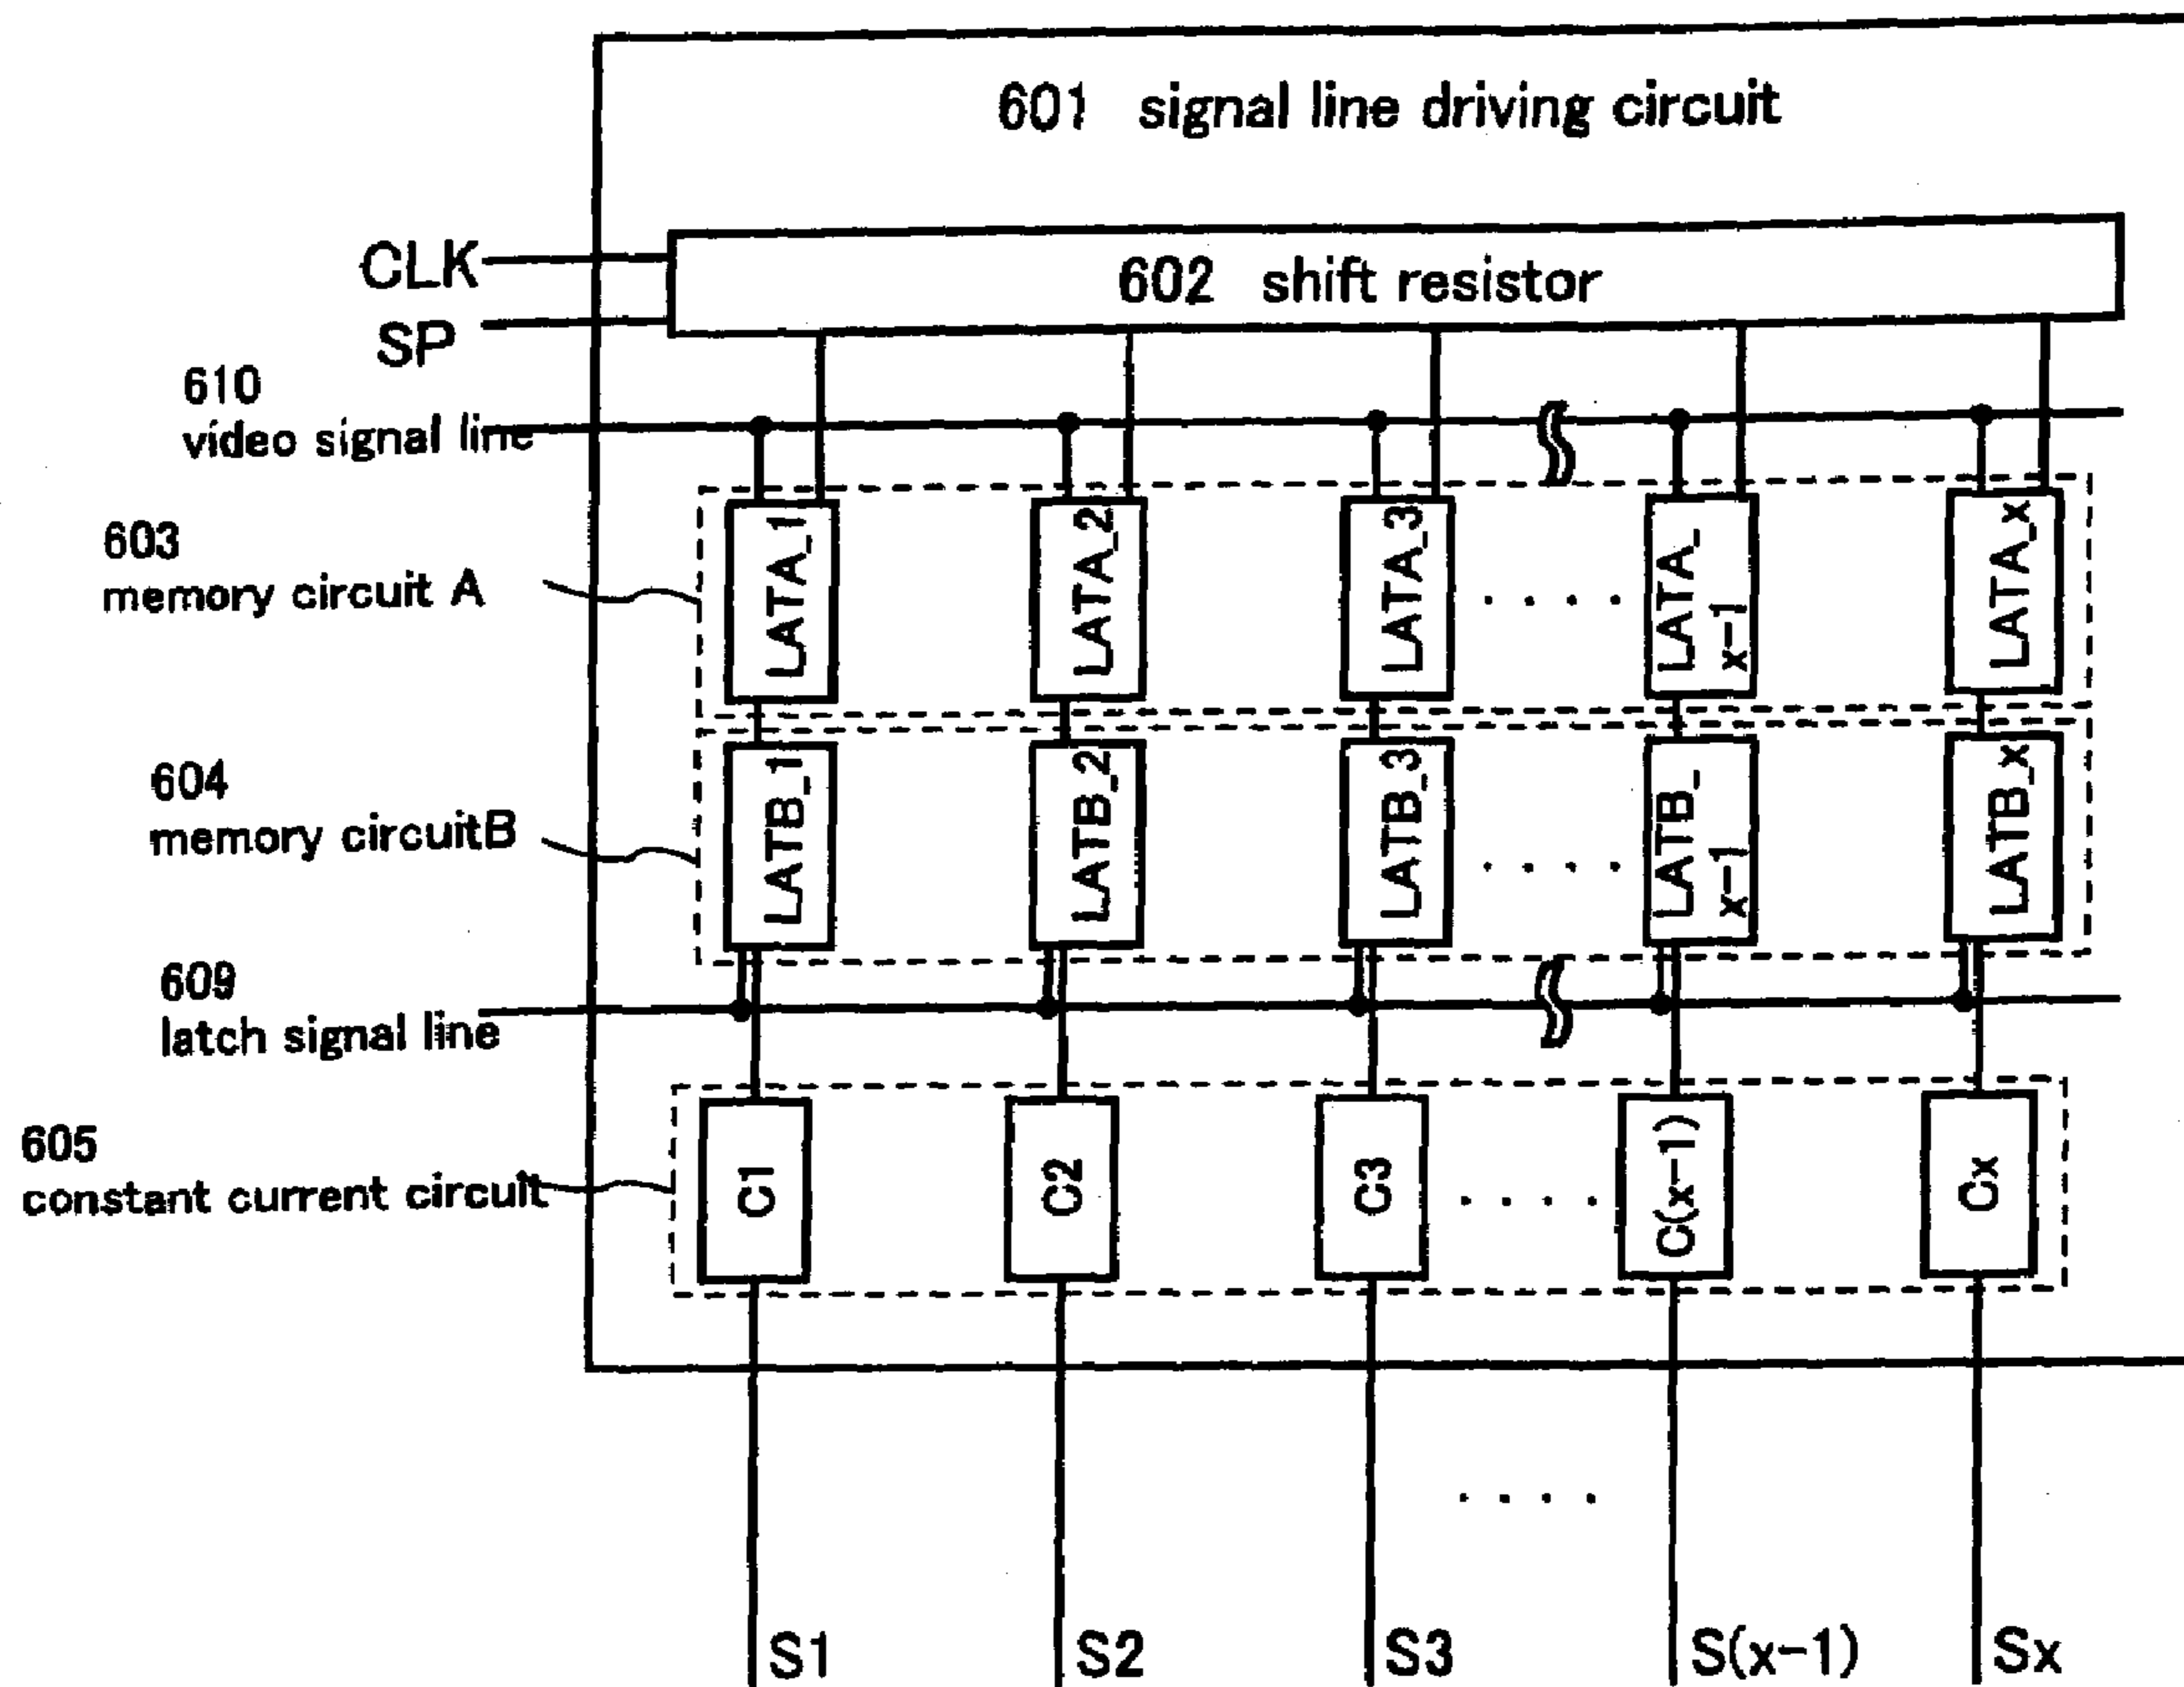 601 signal line driving circuit
CLK
602 shift resistor
SP
610
video signal line
603
memory circuit A
LATA_1
LATA_2
LATA_3
LATA_
x-1
LATA_x
604
memory circuitB
LATB_1
LATB_2
LATB_3
LATB_
x-1
LATB_x
609
latch signal line
605
constant current circuit
C1
C2
C3
C(x-1)
Cx
S1
S2
S3
S(x-1)
Sx